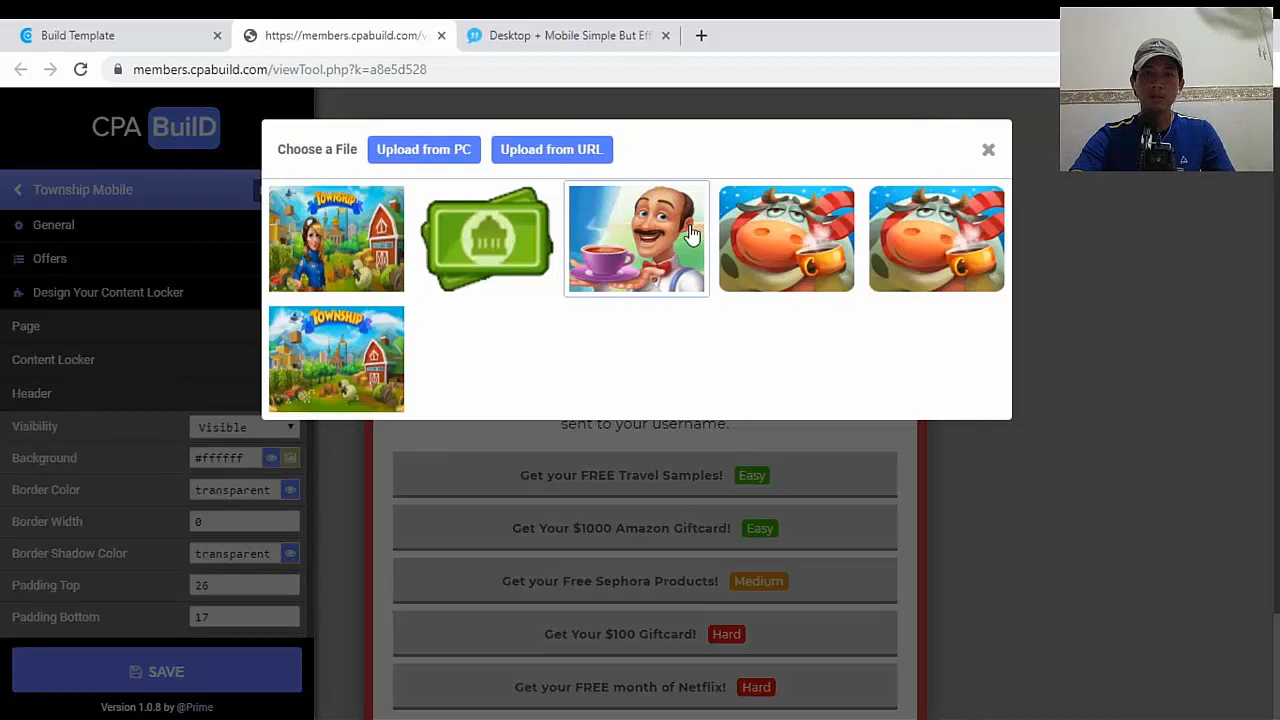 Build Template
https://members.cpabuild.com/v
Desktop + Mobile Simple But Eff
members.cpabuild.com/viewTool.php?k=a8e5d528
CPA BuilD
Choose a File
Upload from PC
Upload from URL
Township Mobile
General
Offers
Design Your Content Locker
Page
Content Locker
Header
Visibility
Visible
Background
#ffffff
Border Color
transparent
Border Width
0
Border Shadow Color
transparent
Padding Top
26
Padding Bottom
17
SAVE
Version 1.0.8 by @Prime
TOWNSHIP
TOWNSHIP
sent to your username.
Get your FREE Travel Samples! Easy
Get Your $1000 Amazon Giftcard! Easy
Get your Free Sephora Products! Medium
Get Your $100 Giftcard! Hard
Get your FREE month of Netflix! Hard